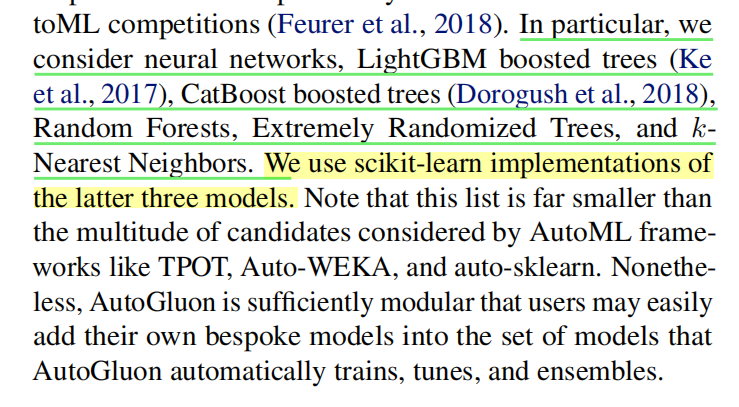 toML competitions (Feurer et al., 2018). In particular, we
consider neural networks, LightGBM boosted trees (Ke
et al., 2017), CatBoost boosted trees (Dorogush et al., 2018),
Random Forests, Extremely Randomized Trees, and k-
Nearest Neighbors. We use scikit-learn implementations of
the latter three models. Note that this list is far smaller than
the multitude of candidates considered by AutoML frame-
works like TPOT, Auto-WEKA, and auto-sklearn. Nonethe-
less, AutoGluon is sufficiently modular that users may easily
add their own bespoke models into the set of models that
AutoGluon automatically trains, tunes, and ensembles.